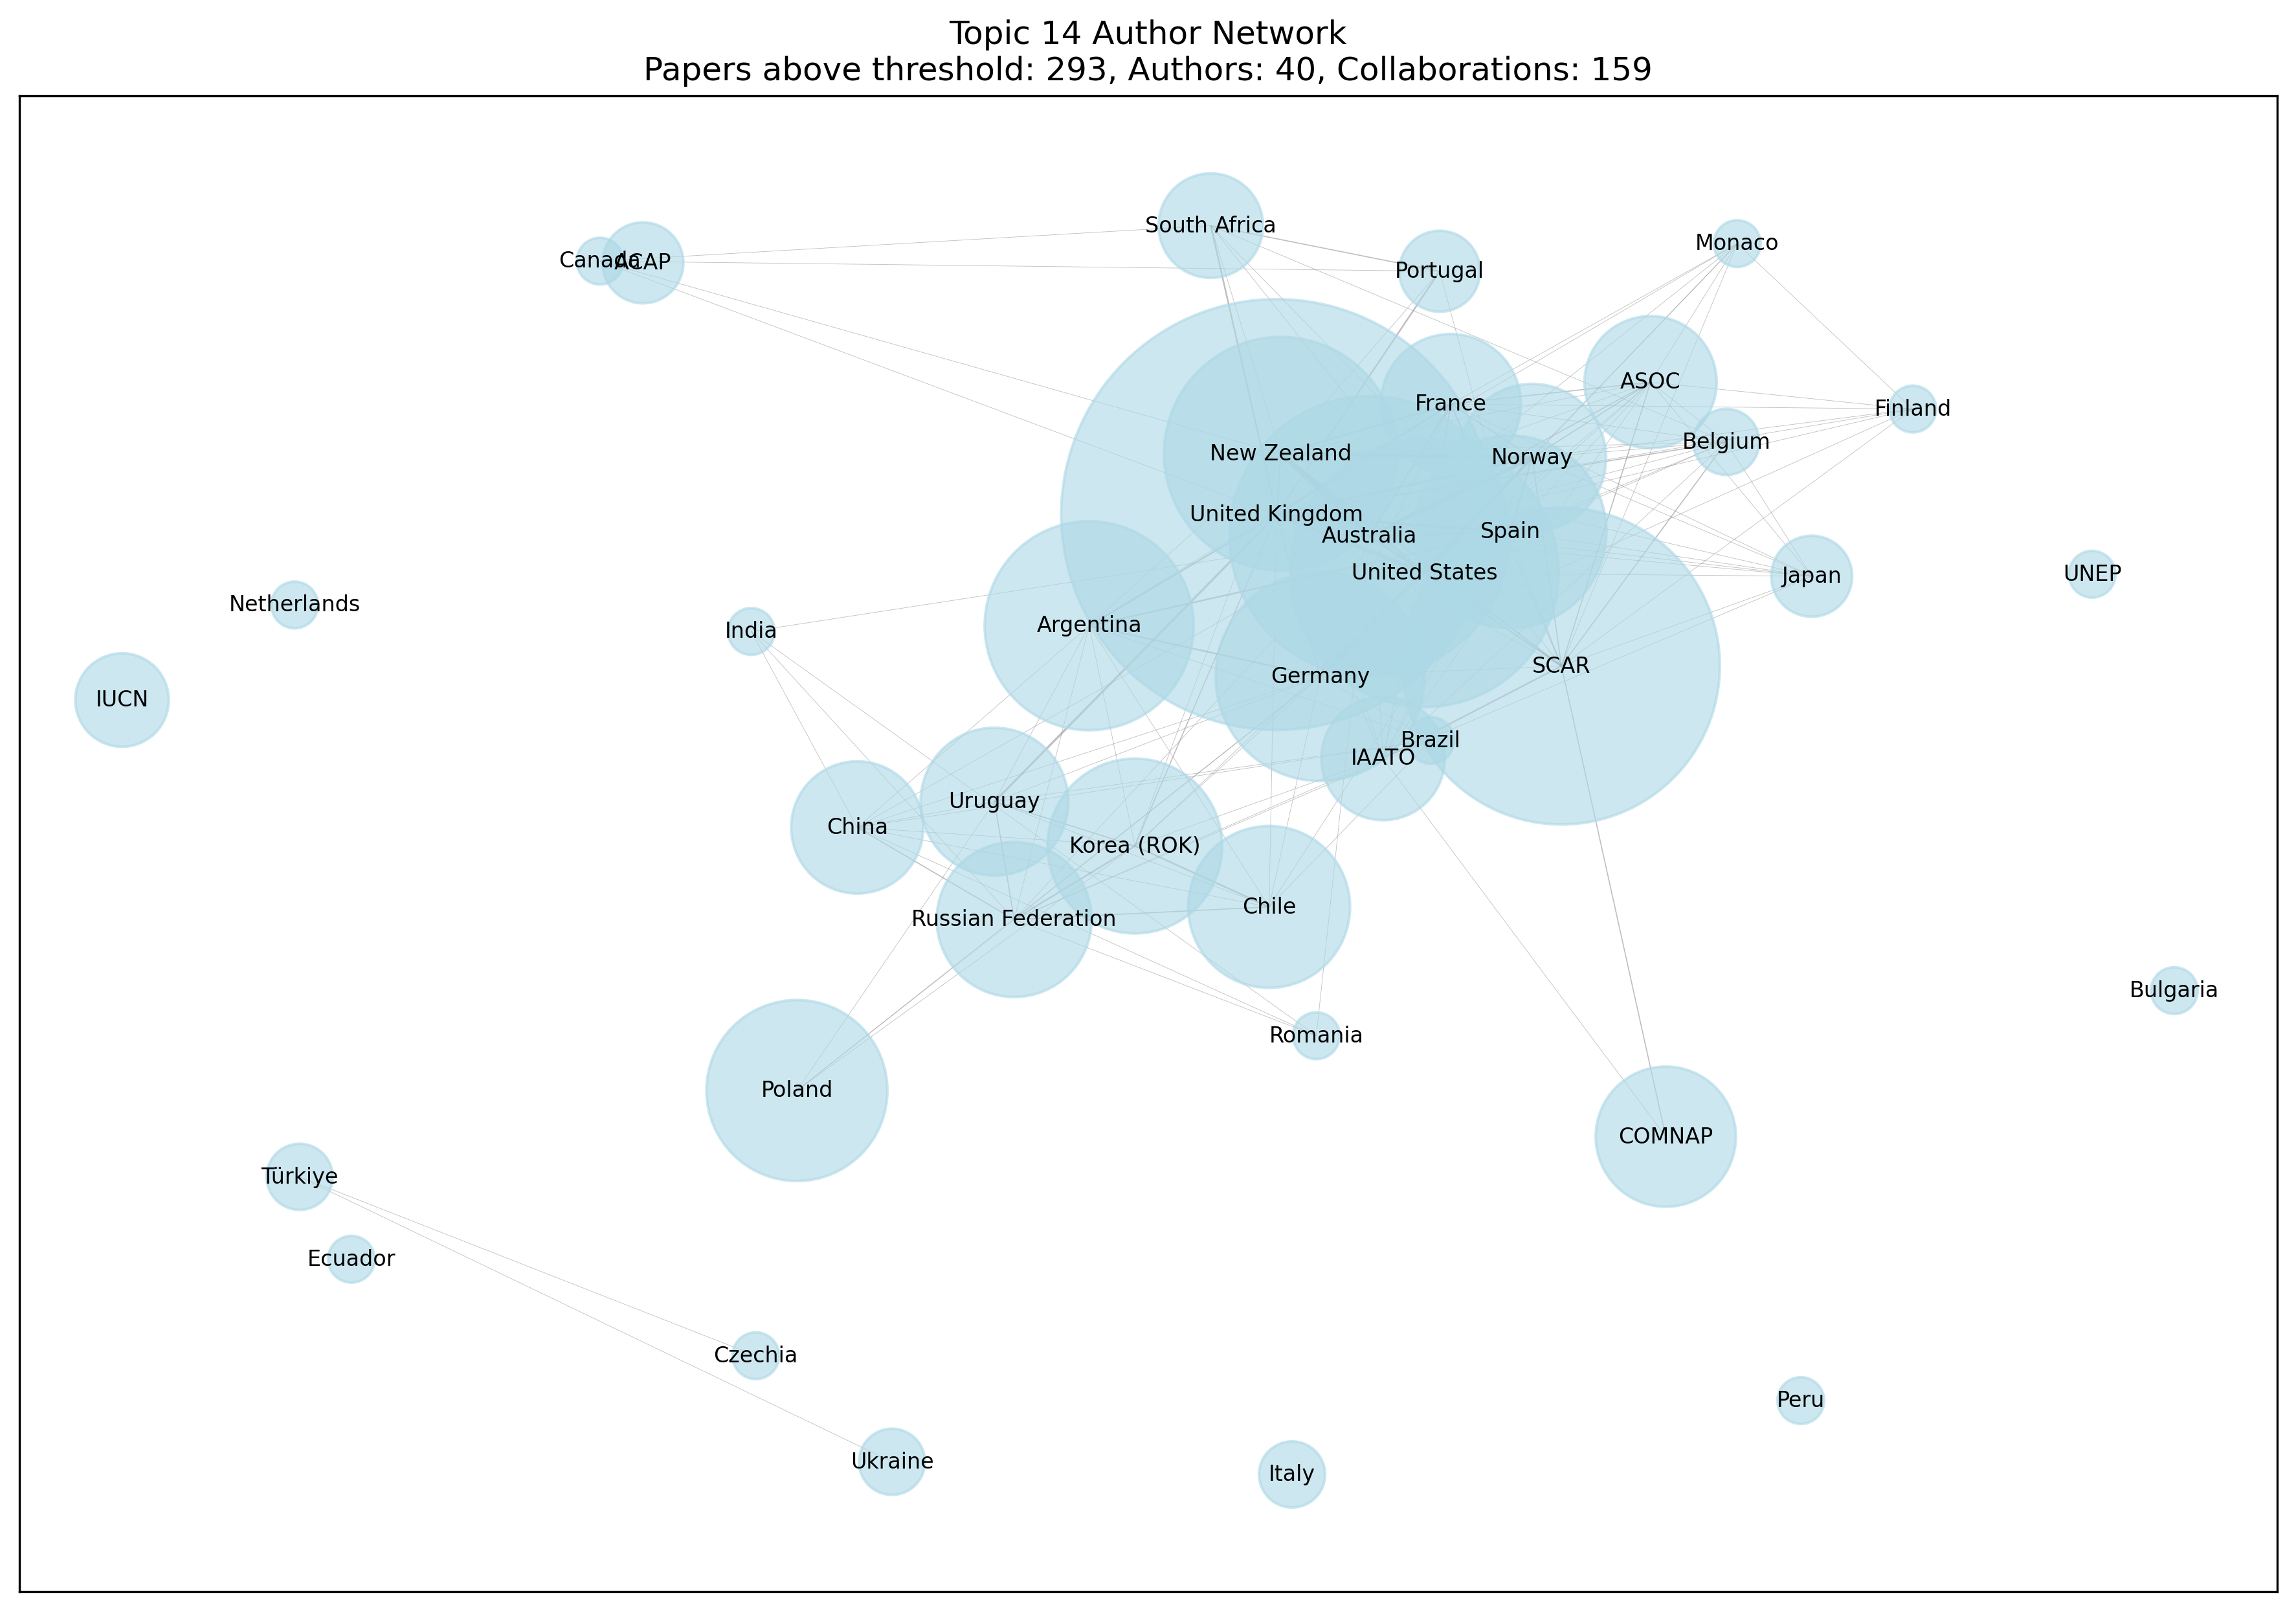 Topic 14 Author Network
Papers above threshold: 293, Authors: 40, Collaborations: 159
South Africa
Monaco
Canada
ACAP
Portugal
ASOC
France
Finland
Belgium
New Zealand
Norway
United Kingdom
Spain
Australia
United States
Japan
UNEP
Netherlands
Argentina
India
SCAR
Germany
IUCN
Brazil
IAATO
Uruguay
China
Korea (ROK)
Chile
Russian Federation
Bulgaria
Romania
Poland
COMNAP
Türkiye
Ecuador
Czechia
Peru
Ukraine
Italy